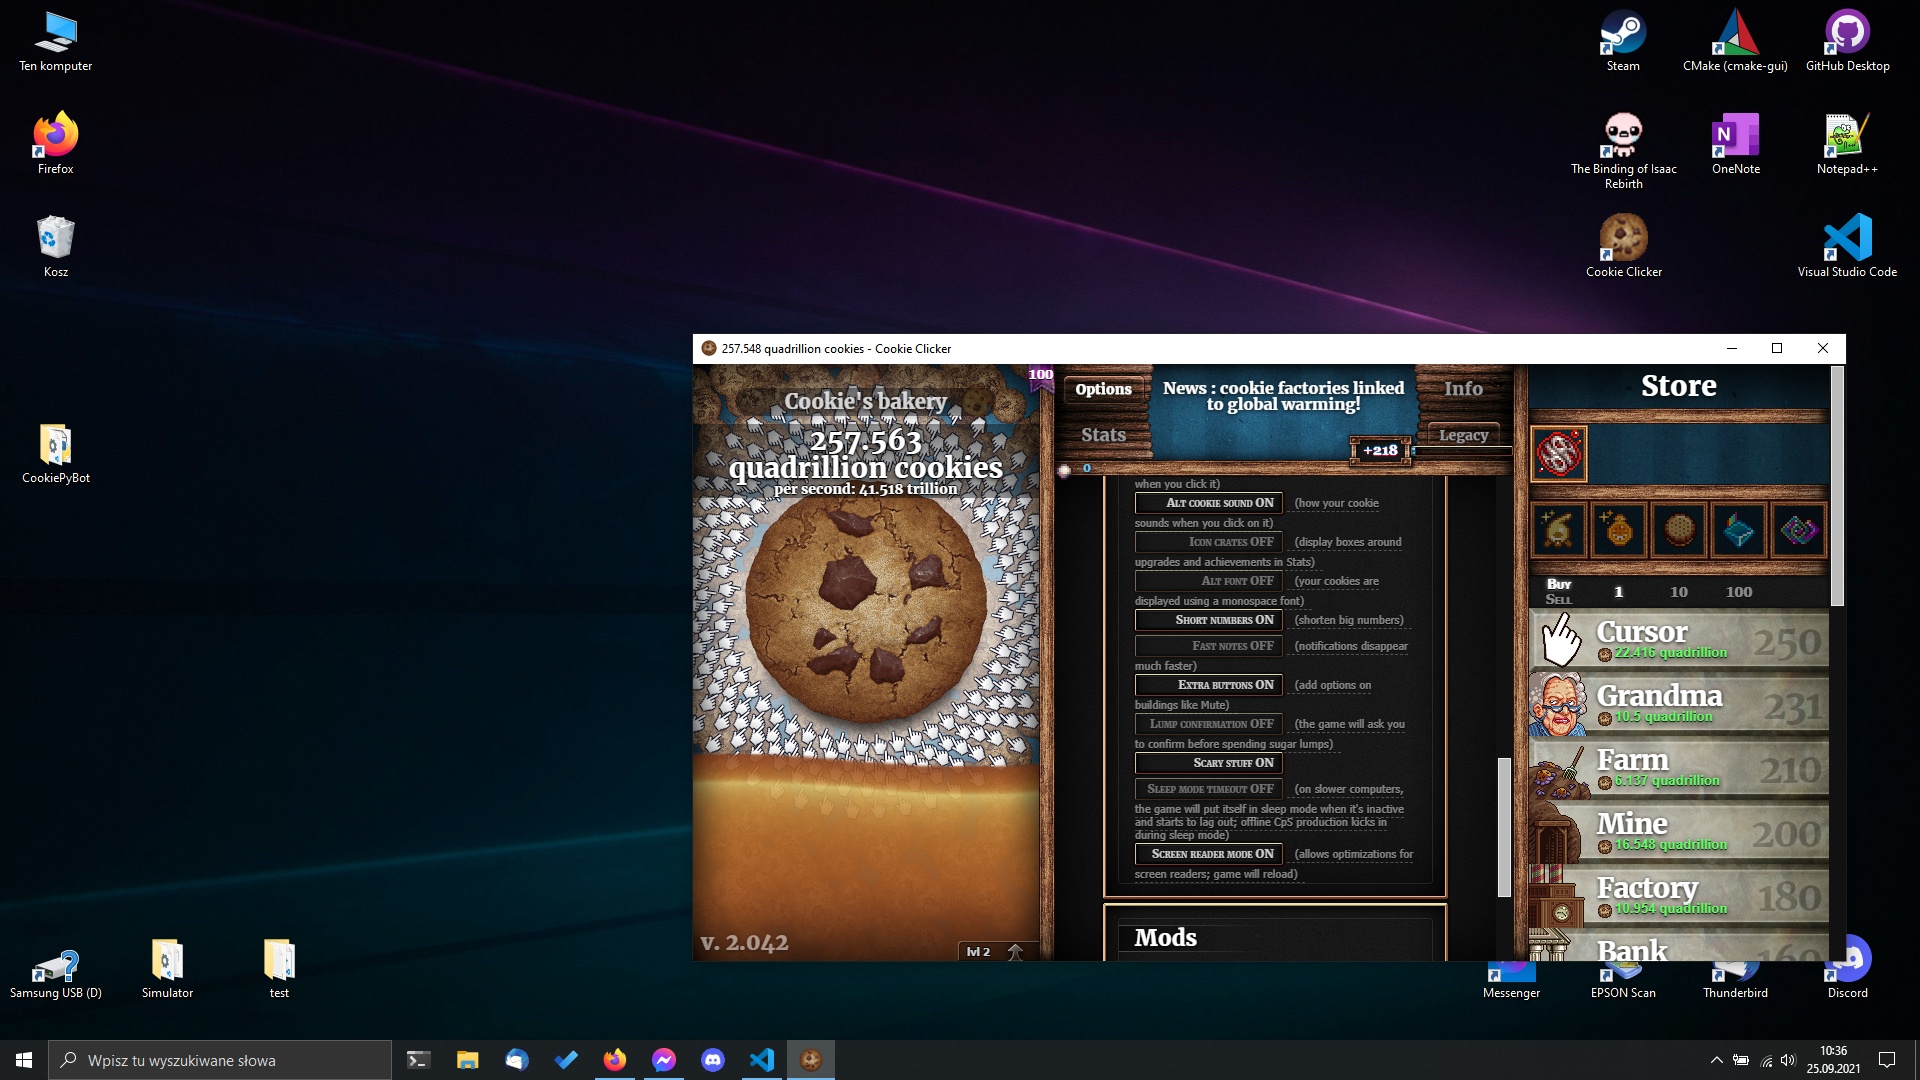 Ten komputer
Firefox
Kosz
CookiePyBot
Samsung USB (D)
Simulator
test
Steam
CMake (cmake-gui)
GitHub Desktop
The Binding of Isaac
Rebirth
OneNote
Notepad++
Cookie Clicker
Visual Studio Code
257.548 quadrillion cookies - Cookie Clicker
Cookie's bakery
257.563
quadrillion cookies
per second: 41.518 trillion
v. 2.042
lvl 2
100
Options
Stats
News : cookie factories linked
to global warming!
Info
Legacy
+218
0
when you click it)
Alt cookie sound ON (how your cookie
sounds when you click on it)
Icon crates OFF (display boxes around
upgrades and achievements in Stats)
Alt font OFF (your cookies are
displayed using a monospace font)
Short numbers ON (shorten big numbers)
Fast notes OFF (notifications disappear
much faster)
Extra buttons ON (add options on
buildings like Mute)
Lump confirmation OFF (the game will ask you
to confirm before spending sugar lumps)
Scary stuff ON
Sleep mode timeout OFF (on slower computers,
the game will put itself in sleep mode when it's inactive
and starts to lag out; offline CpS production kicks in
during sleep mode)
Screen reader mode ON (allows optimizations for
screen readers; game will reload)
Mods
Store
Buy
Sell
1 10 100
Cursor
22.416 quadrillion
250
Grandma
10.5 quadrillion
231
Farm
6.137 quadrillion
210
Mine
16.548 quadrillion
200
Factory
10.954 quadrillion
180
Bank
160
Messenger
EPSON Scan
Thunderbird
Discord
Wpisz tu wyszukiwane słowa
10:36
25.09.2021